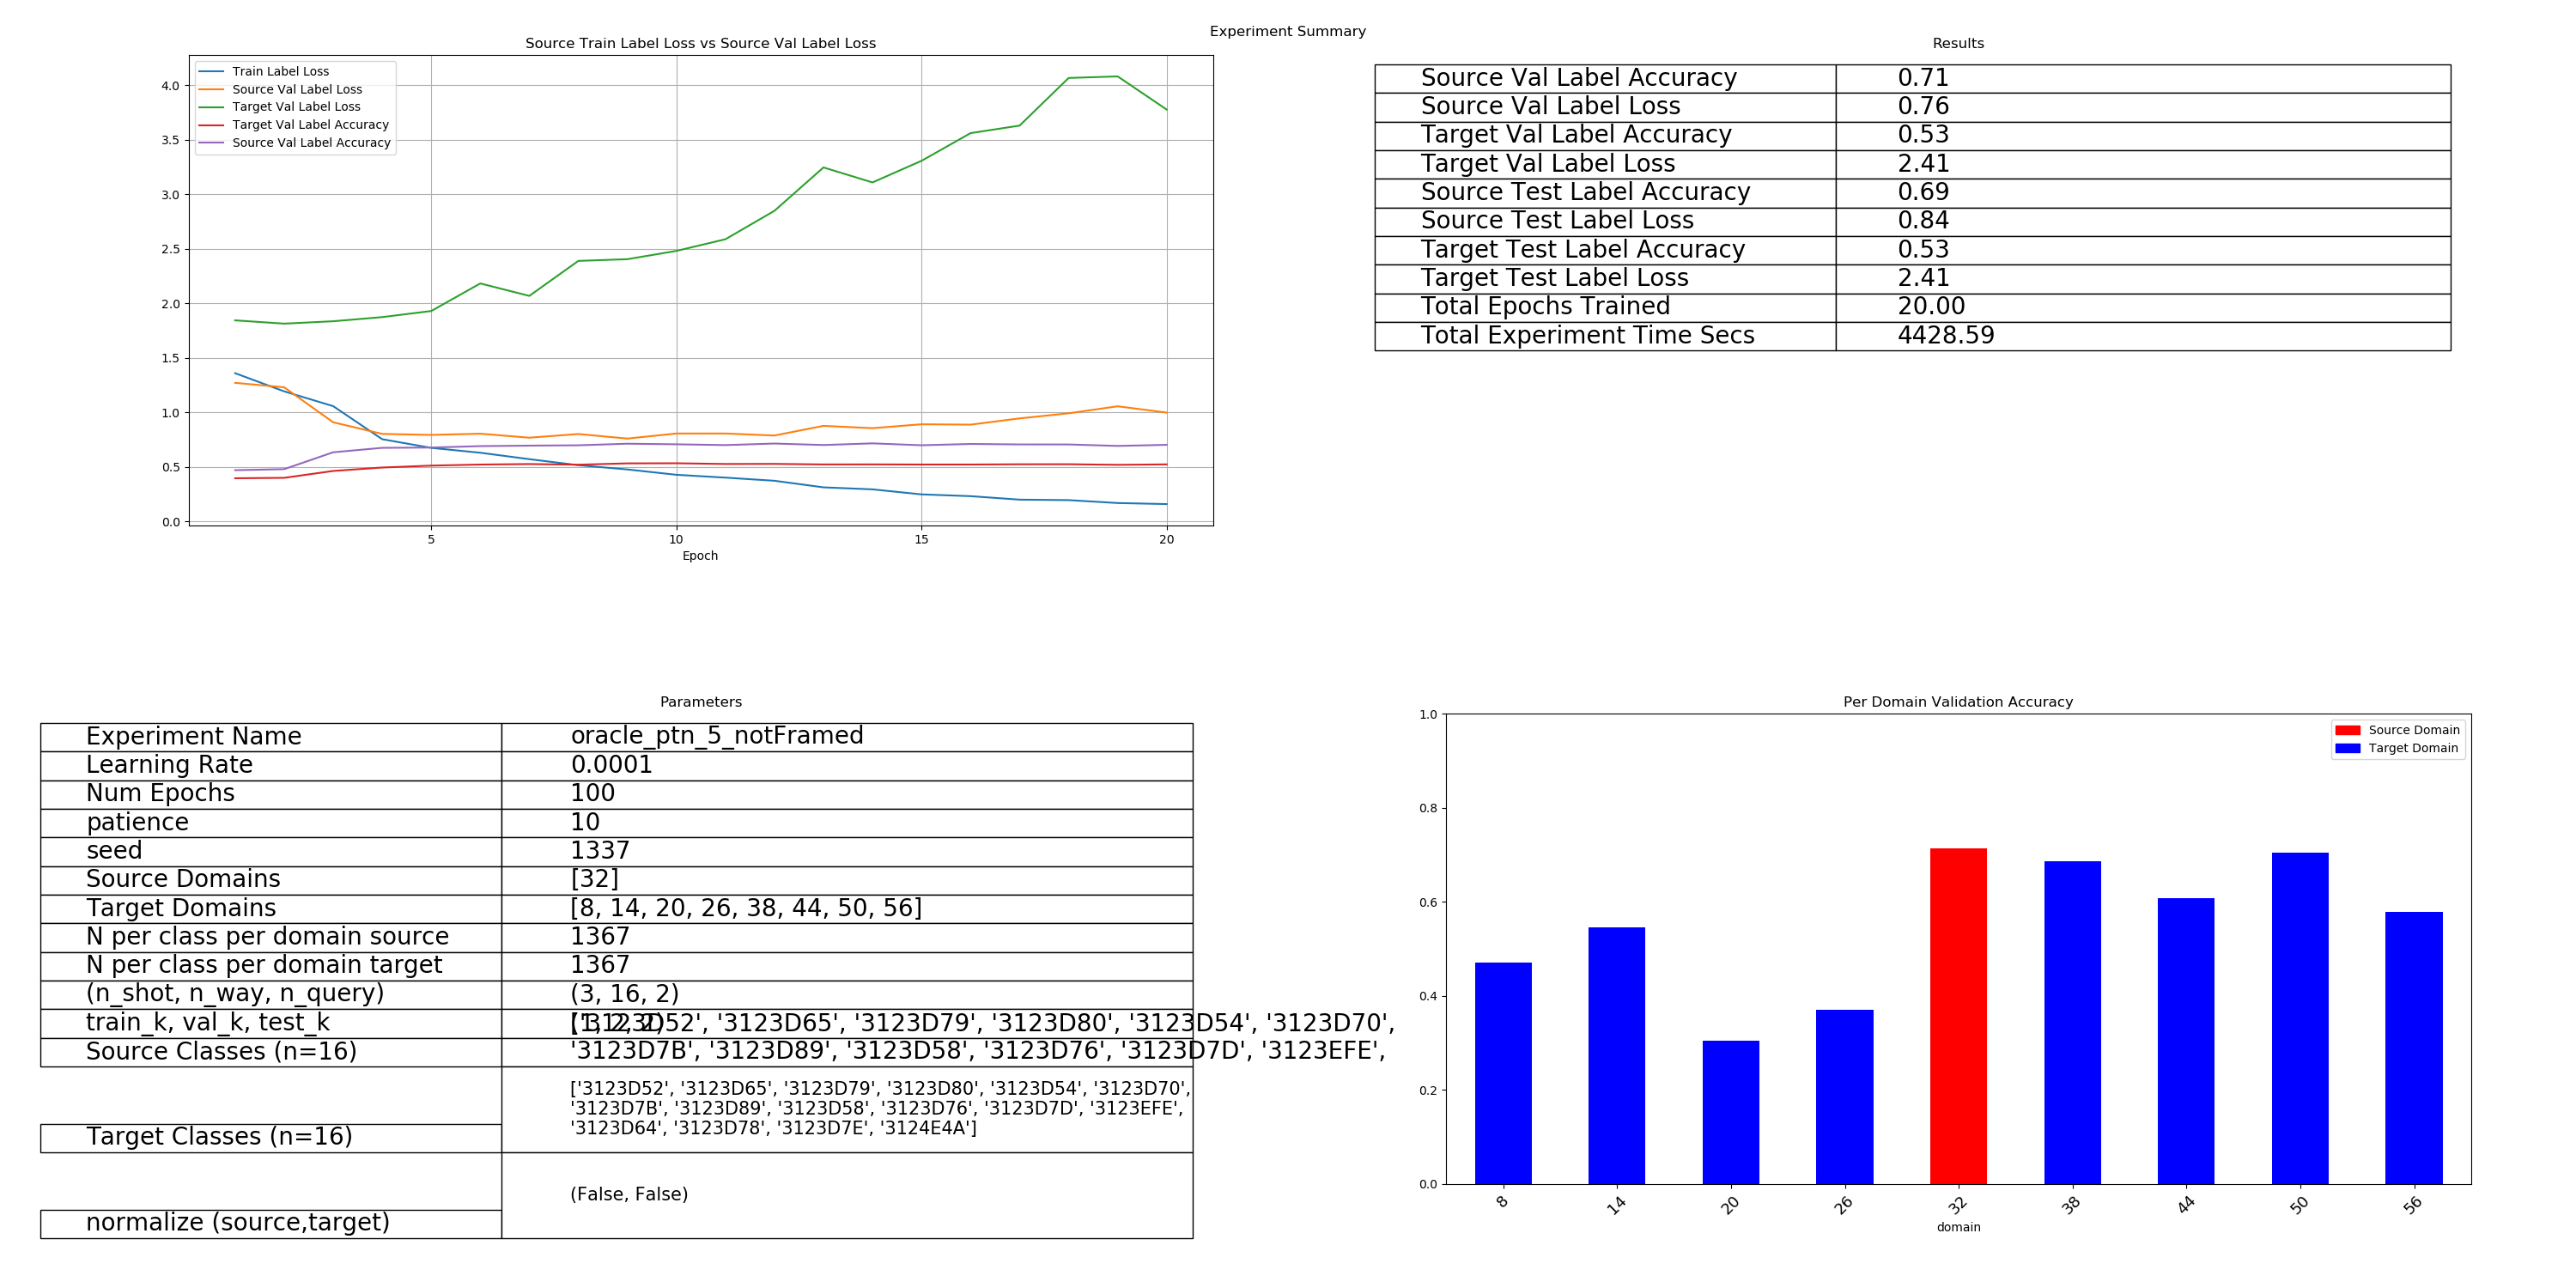 Experiment Summary
Source Train Label Loss vs Source Val Label Loss
Train Label Loss
Source Val Label Loss
Target Val Label Loss
Target Val Label Accuracy
Source Val Label Accuracy
4.0
3.5
3.0
2.5
2.0
1.5
1.0
0.5
0.0
5 10 15 20
Epoch
Results
Source Val Label Accuracy 0.71
Source Val Label Loss 0.76
Target Val Label Accuracy 0.53
Target Val Label Loss 2.41
Source Test Label Accuracy 0.69
Source Test Label Loss 0.84
Target Test Label Accuracy 0.53
Target Test Label Loss 2.41
Total Epochs Trained 20.00
Total Experiment Time Secs 4428.59
Parameters
Experiment Name oracle_ptn_5_notFramed
Learning Rate 0.0001
Num Epochs 100
patience 10
seed 1337
Source Domains [32]
Target Domains [8, 14, 20, 26, 38, 44, 50, 56]
N per class per domain source 1367
N per class per domain target 1367
(n_shot, n_way, n_query) (3, 16, 2)
train_k, val_k, test_k '3123D65', '3123D79', '3123D80', '3123D54', '3123D70',
Source Classes (n=16) '3123D7B', '3123D89', '3123D58', '3123D76', '3123D7D', '3123EFE',
['3123D52', '3123D65', '3123D79', '3123D80', '3123D54', '3123D70',
'3123D7B', '3123D89', '3123D58', '3123D76', '3123D7D', '3123EFE',
'3123D64', '3123D78', '3123D7E', '3124E4A']
Target Classes (n=16)
(False, False)
normalize (source,target)
Per Domain Validation Accuracy
Source Domain
Target Domain
1.0
0.8
0.6
0.4
0.2
0.0
8 14 20 26 32 38 44 50 56
domain